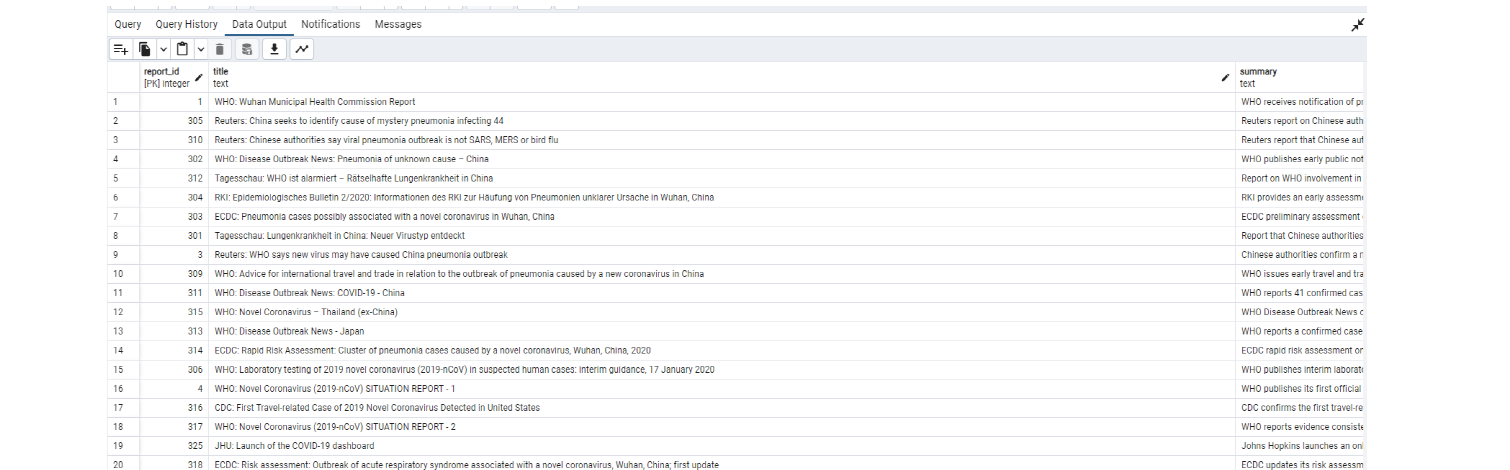 Query Query History Data Output Notifications Messages
report_id title summary
[PK] integer text text
1 1 WHO: Wuhan Municipal Health Commission Report WHO receives notification of
2 305 Reuters: China seeks to identify cause of mystery pneumonia infecting 44 Reuters report on Chinese
3 310 Reuters: Chinese authorities say viral pneumonia outbreak is not SARS, MERS or bird flu Reuters report that Chinese
4 302 WHO: Disease Outbreak News: Pneumonia of unknown cause – China WHO publishes early public
5 312 Tagesschau: WHO ist alarmiert – Rätselhafte Lungenkrankheit in China Report on WHO involvement in
6 304 RKI: Epidemiologisches Bulletin 2/2020: Informationen des RKI zur Häufung von Pneumonien unklarer Ursache in Wuhan, China RKI provides an early
7 303 ECDC: Pneumonia cases possibly associated with a novel coronavirus in Wuhan, China ECDC preliminary assessment
8 301 Tagesschau: Lungenkrankheit in China: Neuer Virustyp entdeckt Report that Chinese authorities
9 3 Reuters: WHO says new virus may have caused China pneumonia outbreak Chinese authorities confirm a
10 309 WHO: Advice for international travel and trade in relation to the outbreak of pneumonia caused by a new coronavirus in China WHO issues early travel and
11 311 WHO: Disease Outbreak News: COVID-19 - China WHO reports 41 confirmed
12 315 WHO: Novel Coronavirus – Thailand (ex-China) WHO Disease Outbreak News
13 313 WHO: Disease Outbreak News - Japan WHO reports a confirmed case
14 314 ECDC: Rapid Risk Assessment: Cluster of pneumonia cases caused by a novel coronavirus, Wuhan, China, 2020 ECDC rapid risk assessment
15 306 WHO: Laboratory testing of 2019 novel coronavirus (2019-nCoV) in suspected human cases: interim guidance, 17 January 2020 WHO publishes interim
16 4 WHO: Novel Coronavirus (2019-nCoV) SITUATION REPORT - 1 WHO publishes its first official
17 316 CDC: First Travel-related Case of 2019 Novel Coronavirus Detected in United States CDC confirms the first
18 317 WHO: Novel Coronavirus (2019-nCoV) SITUATION REPORT - 2 WHO reports evidence
19 325 JHU: Launch of the COVID-19 dashboard Johns Hopkins launches an
20 318 ECDC: Risk assessment: Outbreak of acute respiratory syndrome associated with a novel coronavirus, Wuhan, China; first update ECDC updates its risk